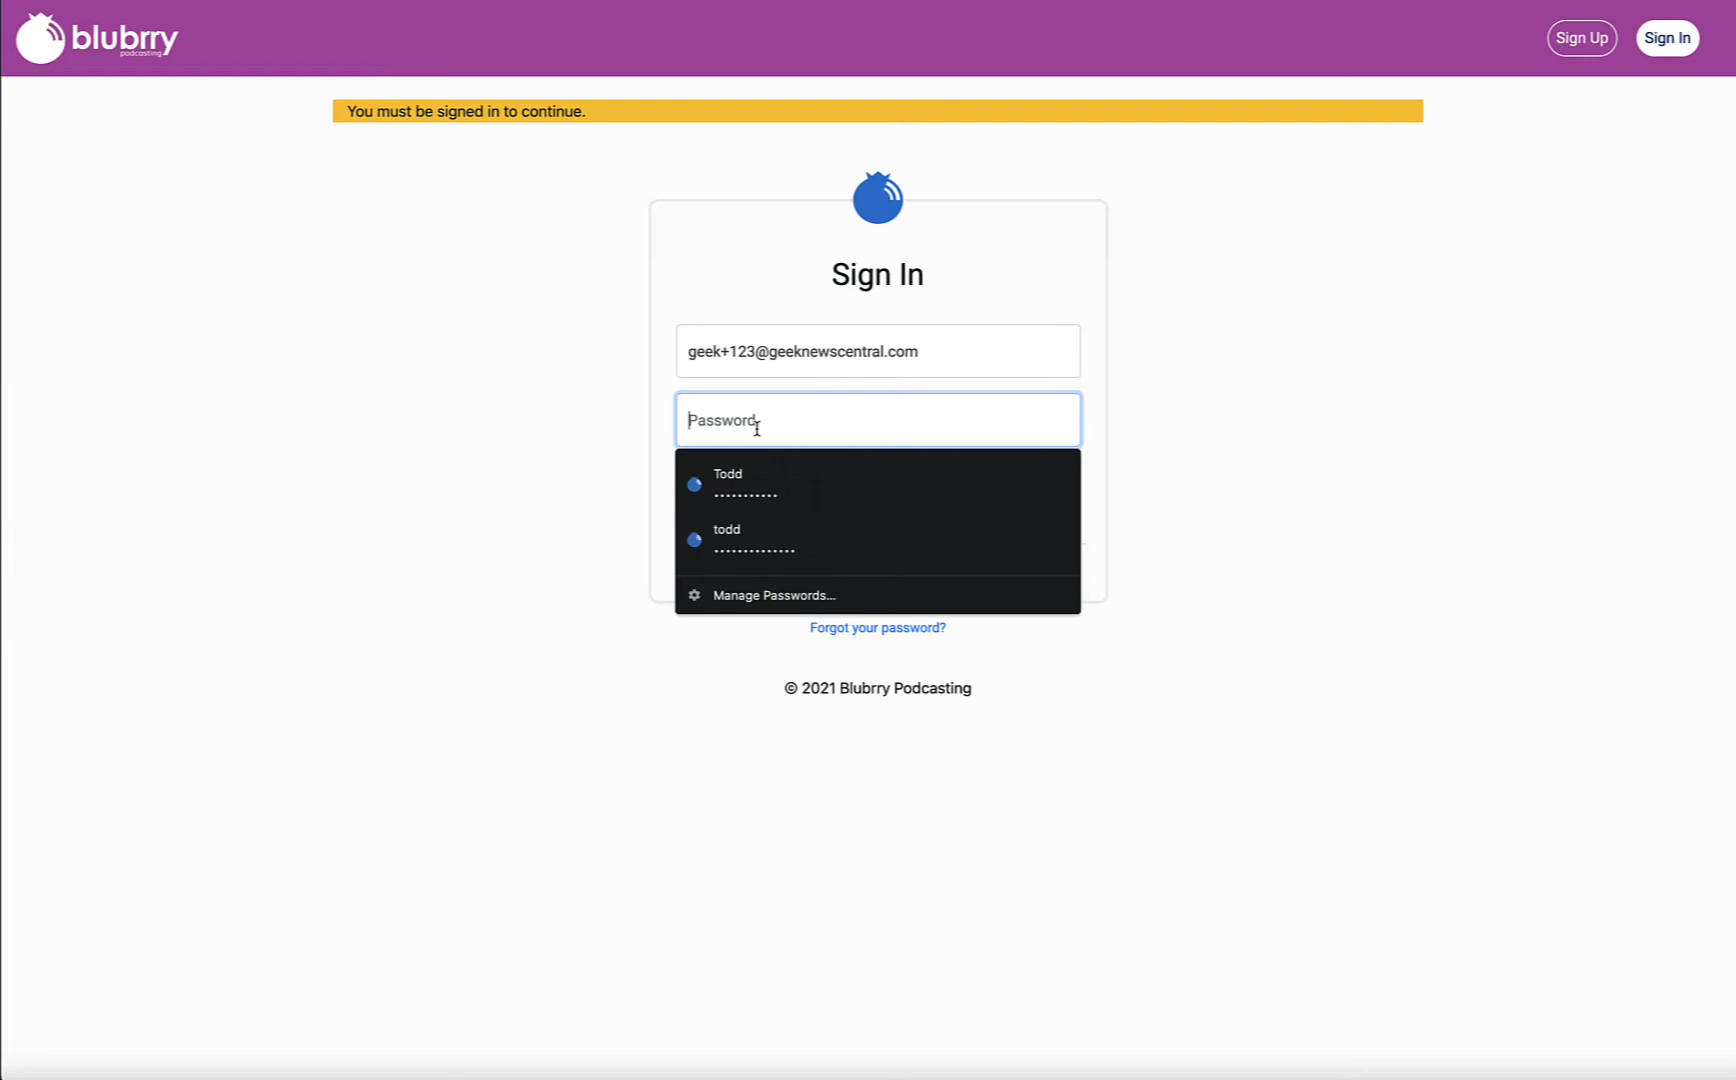 blubrry
podcasting
Sign Up
Sign In
You must be signed in to continue.
Sign In
geek+123@geeknewscentral.com
Password
Todd
•••••••••••
todd
••••••••••••••
Manage Passwords...
Forgot your password?
© 2021 Blubrry Podcasting